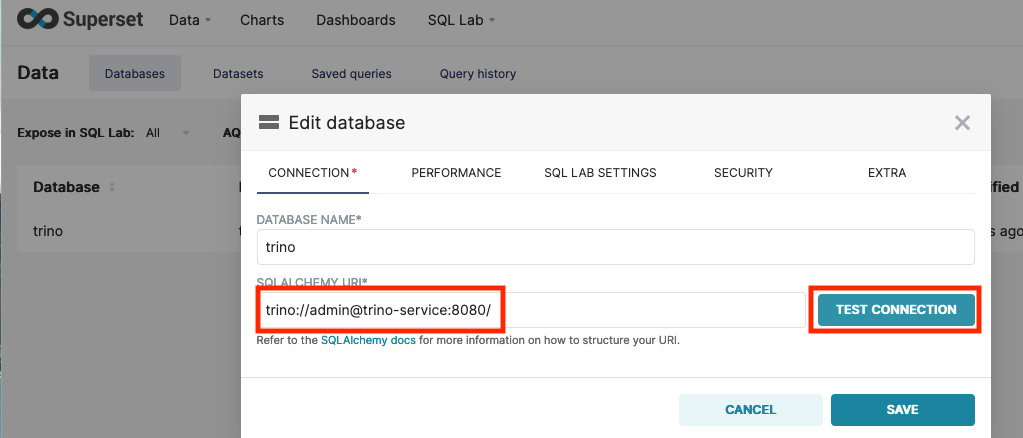 Superset Data Charts Dashboards SQL Lab
Data Databases Datasets Saved queries Query history
Edit database
Expose in SQL Lab: All AQ
CONNECTION* PERFORMANCE SQL LAB SETTINGS SECURITY EXTRA
Database
DATABASE NAME*
trino
trino
s ago
SQLALCHEMY URI*
trino://admin@trino-service:8080/ TEST CONNECTION
Refer to the SQLAlchemy docs for more information on how to structure your URI.
CANCEL SAVE